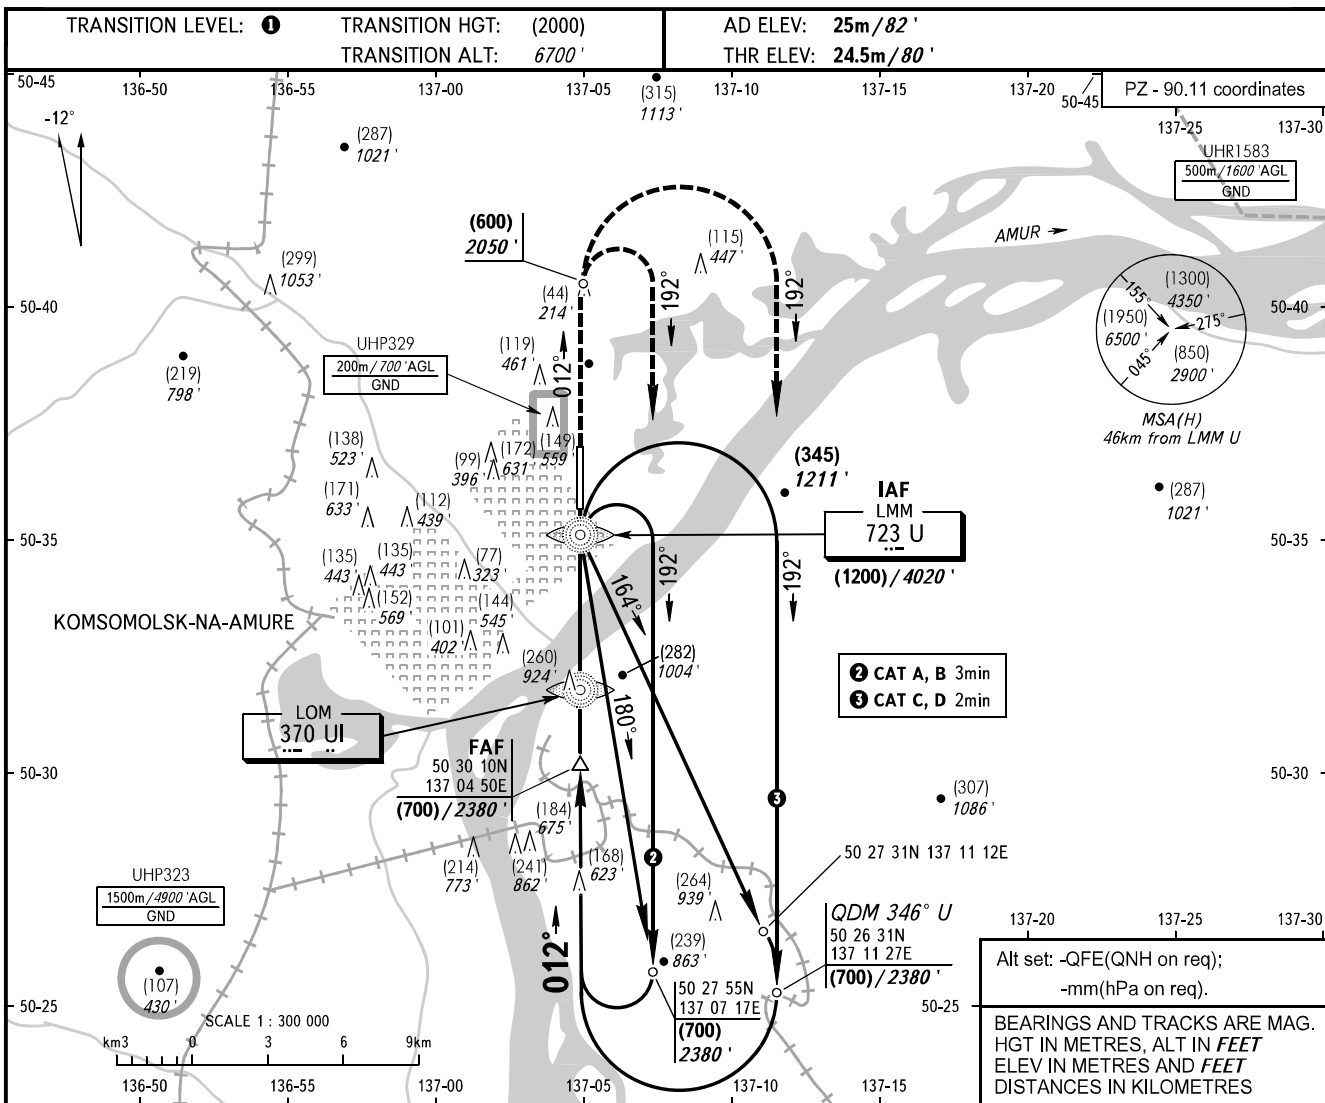 TRANSITION LEVEL: ❶
TRANSITION HGT: (2000)
TRANSITION ALT: 6700 '
AD ELEV: 25m/82 '
THR ELEV: 24.5m/80 '
50-45
136-50
136-55
137-00
137-05
137-10
137-15
137-20
50-45
PZ - 90.11 coordinates
137-25
137-30
-12°
(315)
1113 '
(287)
1021 '
UHR1583
500m/1600 'AGL
GND
(600)
2050 '
(115)
447 '
AMUR
(299)
1053 '
192°
192°
(44)
214 '
50-40
50-40
155°
(1300)
4350 '
275°
(1950)
6500 '
045°
(850)
2900 '
MSA(H)
46km from LMM U
UHP329
200m/700 'AGL
GND
(119)
461 '
012°
(219)
798 '
(138)
523 '
(99)
396 '
(172)
631 '
(149)
559 '
(345)
1211 '
(171)
633 '
(112)
439 '
IAF
LMM
723 U
(1200)/4020 '
(287)
1021 '
50-35
50-35
(135)
443 '
(135)
443 '
(77)
323 '
192°
192°
164°
(152)
569 '
(144)
545 '
KOMSOMOLSK-NA-AMURE
(101)
402 '
(260)
924 '
(282)
1004 '
❷ CAT A, B 3min
❸ CAT C, D 2min
LOM
370 UI
180°
FAF
50 30 10N
137 04 50E
(700)/2380 '
50-30
50-30
(307)
1086 '
3
(184)
675 '
(214)
773 '
(241)
862 '
(168)
623 '
2
50 27 31N 137 11 12E
UHP323
1500m/4900 'AGL
GND
(264)
939 '
QDM 346° U
50 26 31N
137 11 27E
(700)/2380 '
137-20
137-25
137-30
012°
(239)
863 '
(107)
430 '
50 27 55N
137 07 17E
(700)
2380 '
50-25
50-25
Alt set: -QFE(QNH on req);
-mm(hPa on req).
SCALE 1 : 300 000
km3 0 3 6 9km
BEARINGS AND TRACKS ARE MAG.
HGT IN METRES, ALT IN FEET
ELEV IN METRES AND FEET
DISTANCES IN KILOMETRES
136-50
136-55
137-00
137-05
137-10
137-15